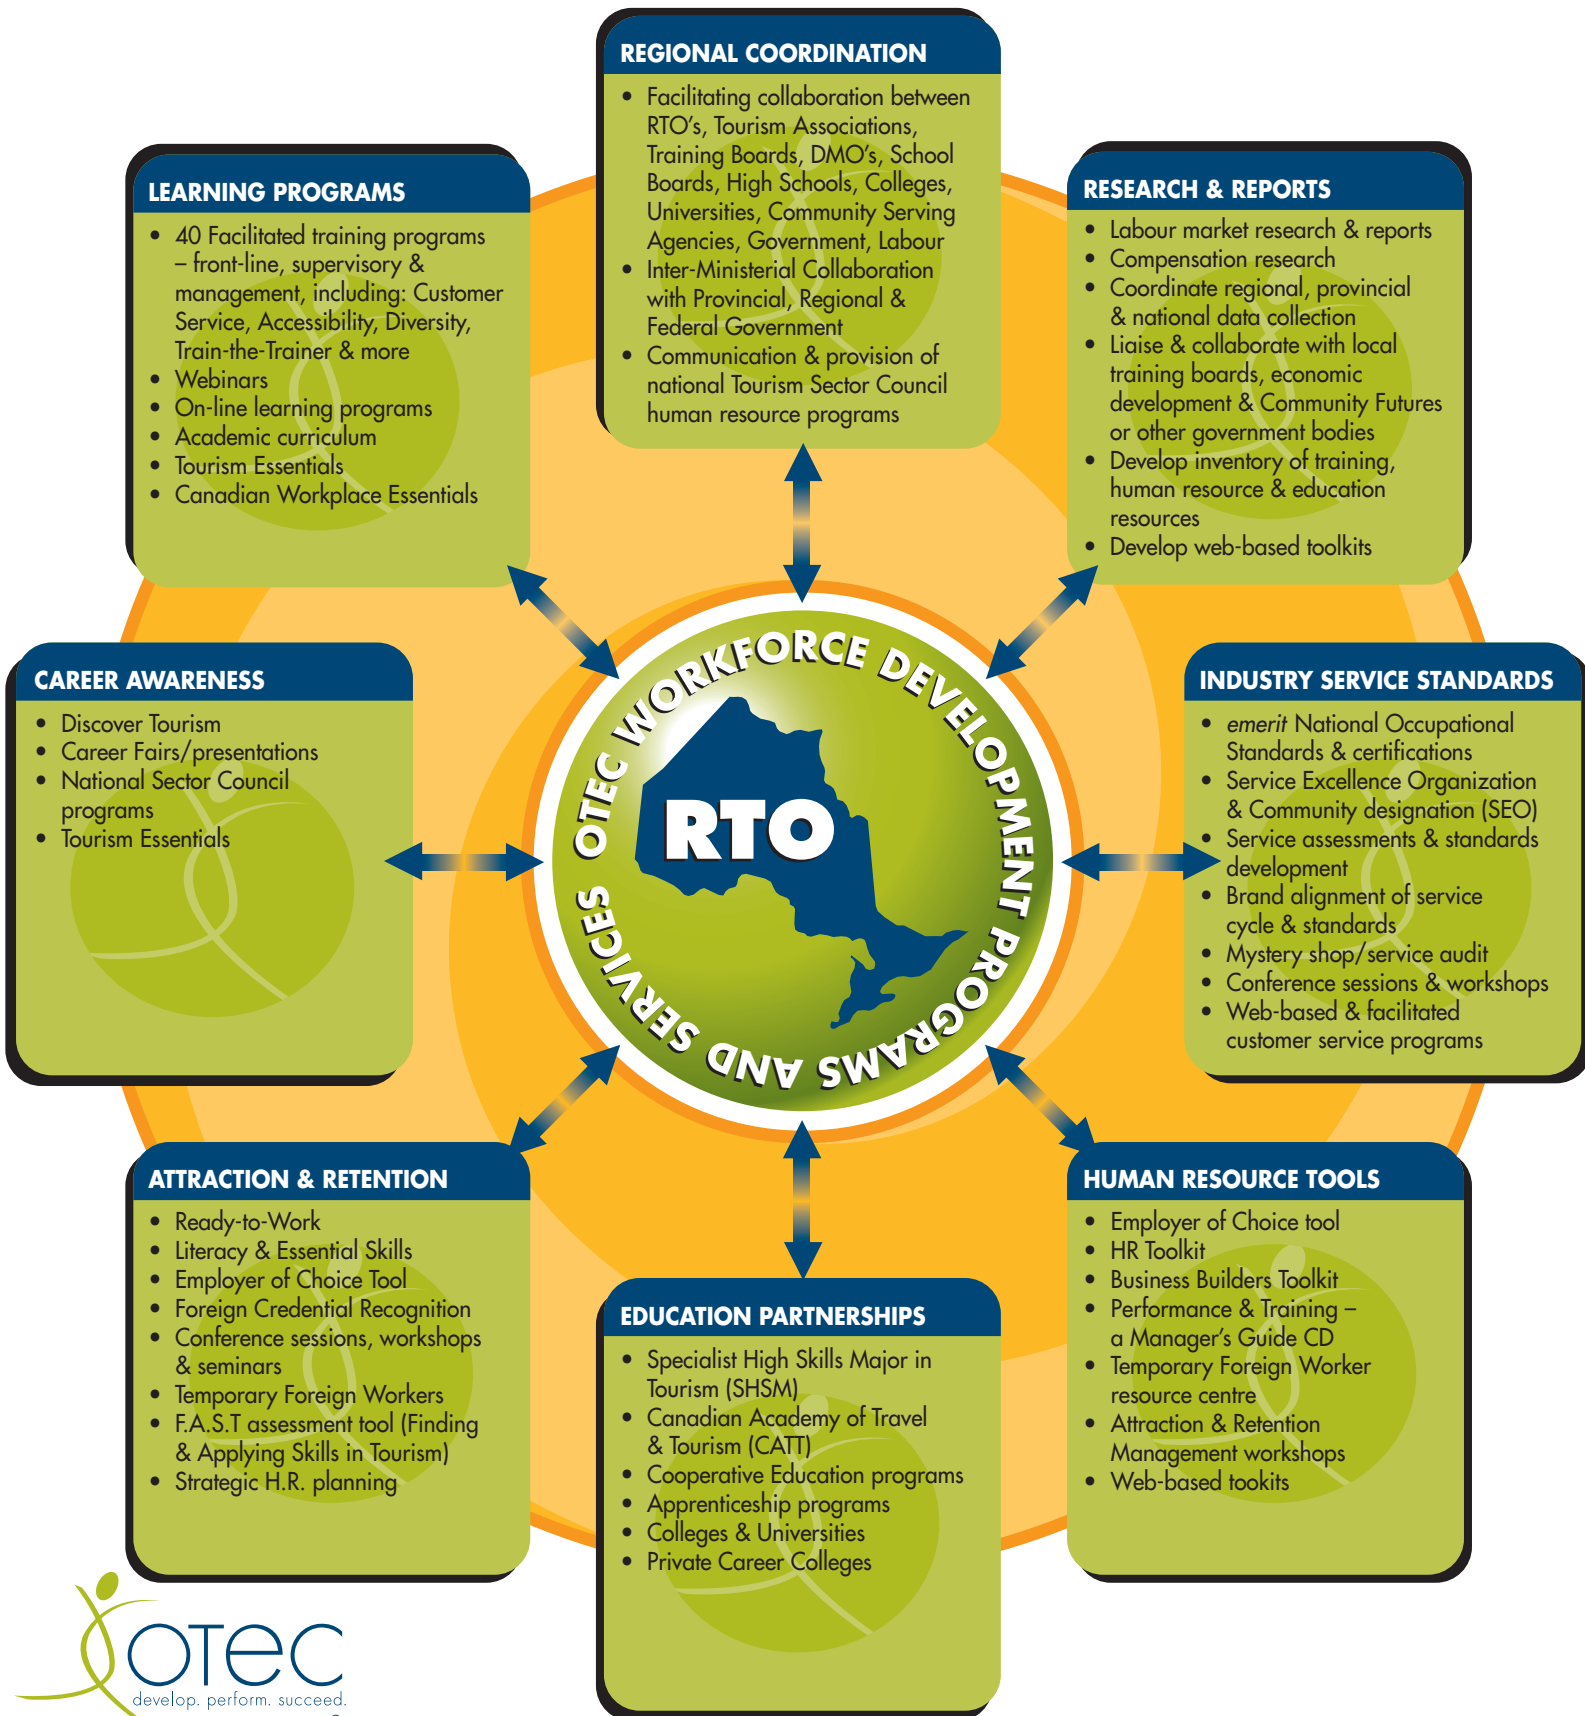 REGIONAL COORDINATION
• Facilitating collaboration between
RTO's, Tourism Associations,
Training Boards, DMO's, School
Boards, High Schools, Colleges,
Universities, Community Serving
Agencies, Government, Labour
• Inter-Ministerial Collaboration
with Provincial, Regional &
Federal Government
• Communication & provision of
national Tourism Sector Council
human resource programs
LEARNING PROGRAMS
• 40 Facilitated training programs
– front-line, supervisory &
management, including: Customer
Service, Accessibility, Diversity,
Train-the-Trainer & more
• Webinars
• On-line learning programs
• Academic curriculum
• Tourism Essentials
• Canadian Workplace Essentials
RESEARCH & REPORTS
• Labour market research & reports
• Compensation research
• Coordinate regional, provincial
& national data collection
• Liaise & collaborate with local
training boards, economic
development & Community Futures
or other government bodies
• Develop inventory of training,
human resource & education
resources
• Develop web-based toolkits
CAREER AWARENESS
• Discover Tourism
• Career Fairs/presentations
• National Sector Council
programs
• Tourism Essentials
OTEC WORKFORCE DEVELOPMENT PROGRAMS AND SERVICES
RTO
INDUSTRY SERVICE STANDARDS
• emerit National Occupational
Standards & certifications
• Service Excellence Organization
& Community designation (SEO)
• Service assessments & standards
development
• Brand alignment of service
cycle & standards
• Mystery shop/service audit
• Conference sessions & workshops
• Web-based & facilitated
customer service programs
ATTRACTION & RETENTION
• Ready-to-Work
• Literacy & Essential Skills
• Employer of Choice Tool
• Foreign Credential Recognition
• Conference sessions, workshops
& seminars
• Temporary Foreign Workers
• F.A.S.T assessment tool (Finding
& Applying Skills in Tourism)
• Strategic H.R. planning
EDUCATION PARTNERSHIPS
• Specialist High Skills Major in
Tourism (SHSM)
• Canadian Academy of Travel
& Tourism (CATT)
• Cooperative Education programs
• Apprenticeship programs
• Colleges & Universities
• Private Career Colleges
HUMAN RESOURCE TOOLS
• Employer of Choice tool
• HR Toolkit
• Business Builders Toolkit
• Performance & Training –
a Manager's Guide CD
• Temporary Foreign Worker
resource centre
• Attraction & Retention
Management workshops
• Web-based tookits
OTEC
develop. perform. succeed.